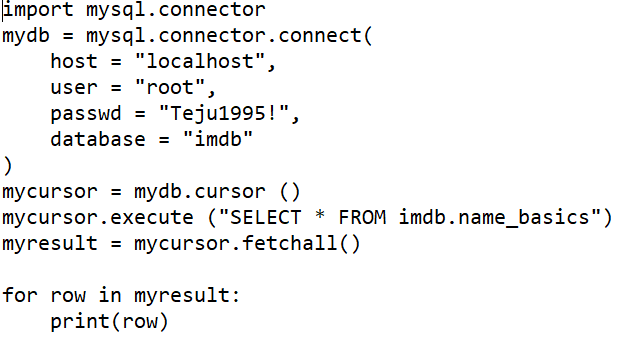 import mysql.connector
mydb = mysql.connector.connect(
    host = "localhost",
    user = "root",
    passwd = "Teju1995!",
    database = "imdb"
)
mycursor = mydb.cursor ()
mycursor.execute ("SELECT * FROM imdb.name_basics")
myresult = mycursor.fetchall()

for row in myresult:
    print(row)